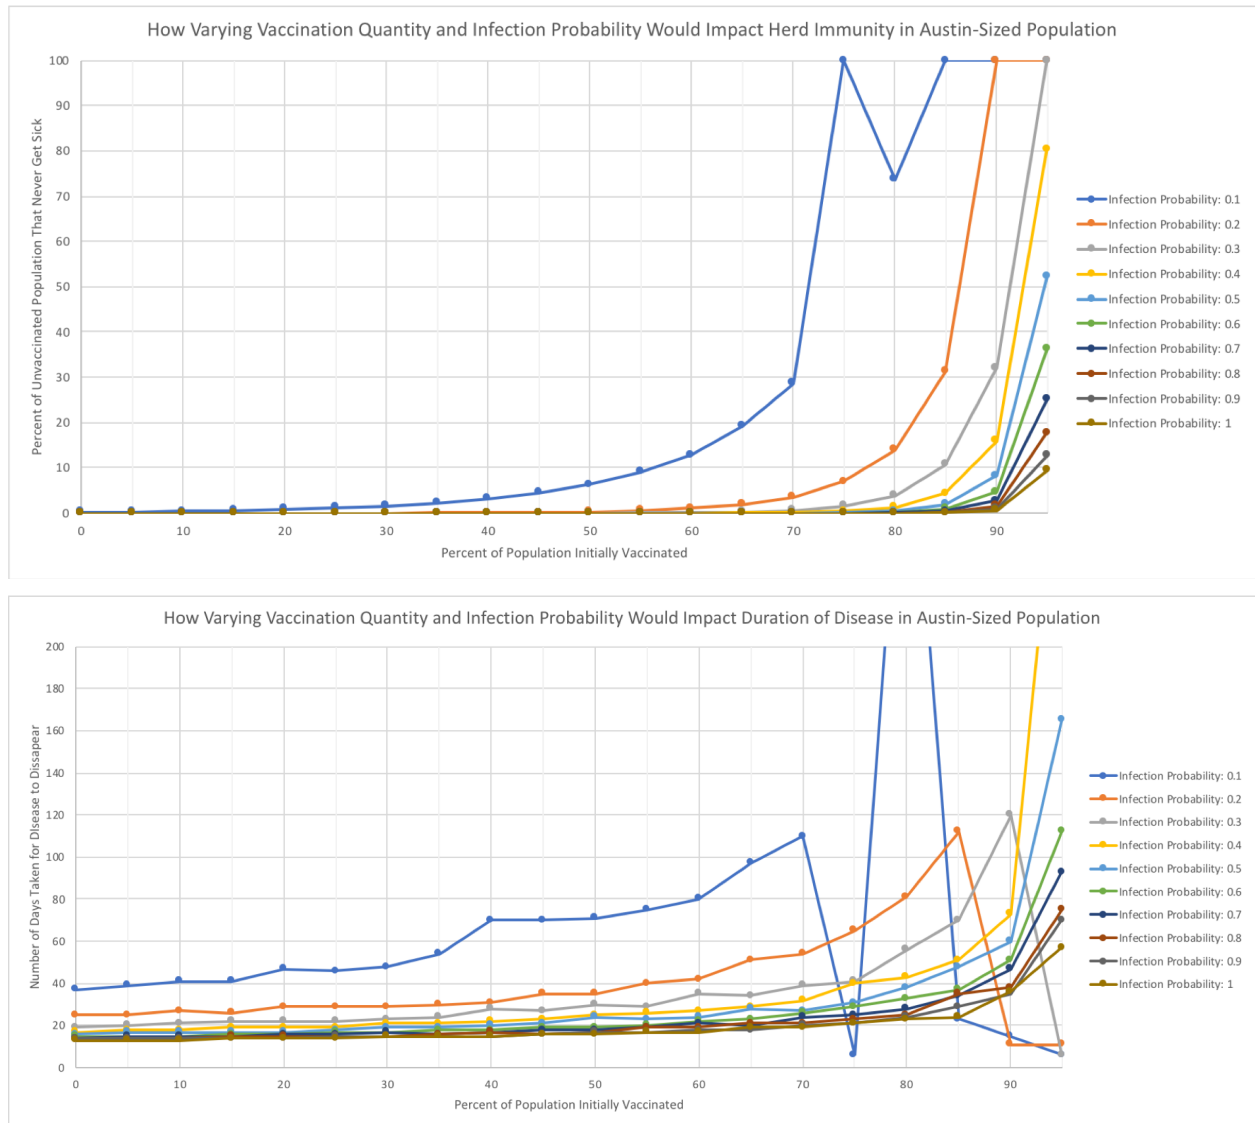 How Varying Vaccination Quantity and Infection Probability Would Impact Herd Immunity in Austin-Sized Population
Percent of Unvaccinated Population That Never Get Sick
100
90
80
70
60
50
40
30
20
10
0
0 10 20 30 40 50 60 70 80 90
Percent of Population Initially Vaccinated
Infection Probability: 0.1
Infection Probability: 0.2
Infection Probability: 0.3
Infection Probability: 0.4
Infection Probability: 0.5
Infection Probability: 0.6
Infection Probability: 0.7
Infection Probability: 0.8
Infection Probability: 0.9
Infection Probability: 1
How Varying Vaccination Quantity and Infection Probability Would Impact Duration of Disease in Austin-Sized Population
Number of Days Taken for DIsease to Dissapear
200
180
160
140
120
100
80
60
40
20
0
0 10 20 30 40 50 60 70 80 90
Percent of Population Initially Vaccinated
Infection Probability: 0.1
Infection Probability: 0.2
Infection Probability: 0.3
Infection Probability: 0.4
Infection Probability: 0.5
Infection Probability: 0.6
Infection Probability: 0.7
Infection Probability: 0.8
Infection Probability: 0.9
Infection Probability: 1